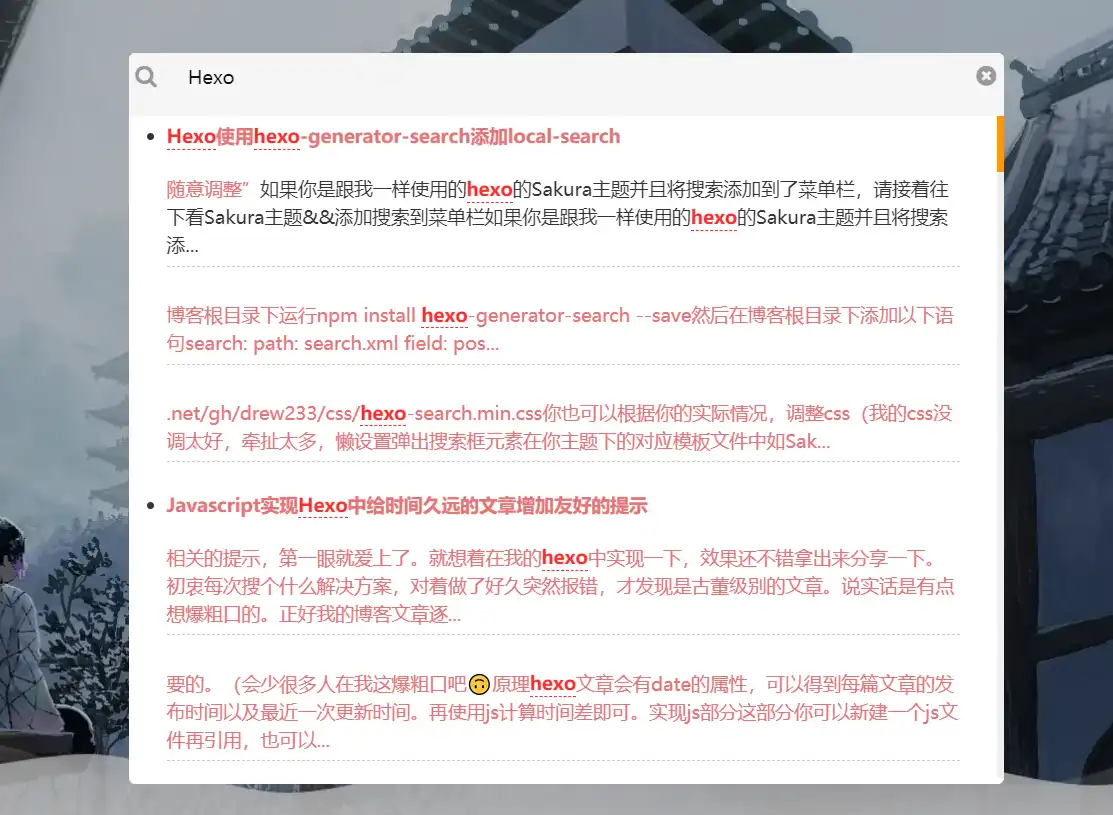 Hexo
Hexo使用hexo-generator-search添加local-search
随意调整”如果你是跟我一样使用的hexo的Sakura主题并且将搜索添加到了菜单栏，请接着往
下看Sakura主题&&添加搜索到菜单栏如果你是跟我一样使用的hexo的Sakura主题并且将搜索
添...
博客根目录下运行npm install hexo-generator-search --save然后在博客根目录下添加以下语
句search: path: search.xml field: pos...
.net/gh/drew233/css/hexo-search.min.css你也可以根据你的实际情况，调整css（我的css没
调太好，牵扯太多，懒设置弹出搜索框元素在你主题下的对应模板文件中如Sak...
Javascript实现Hexo中给时间久远的文章增加友好的提示
相关的提示，第一眼就爱上了。就想着在我的hexo中实现一下，效果还不错拿出来分享一下。
初衷每次搜个什么解决方案，对着做了好久突然报错，才发现是古董级别的文章。说实话是有点
想爆粗口的。正好我的博客文章逐...
要的。（会少很多人在我这爆粗口吧🙃原理hexo文章会有date的属性，可以得到每篇文章的发
布时间以及最近一次更新时间。再使用js计算时间差即可。实现js部分这部分你可以新建一个js文
件再引用，也可以...